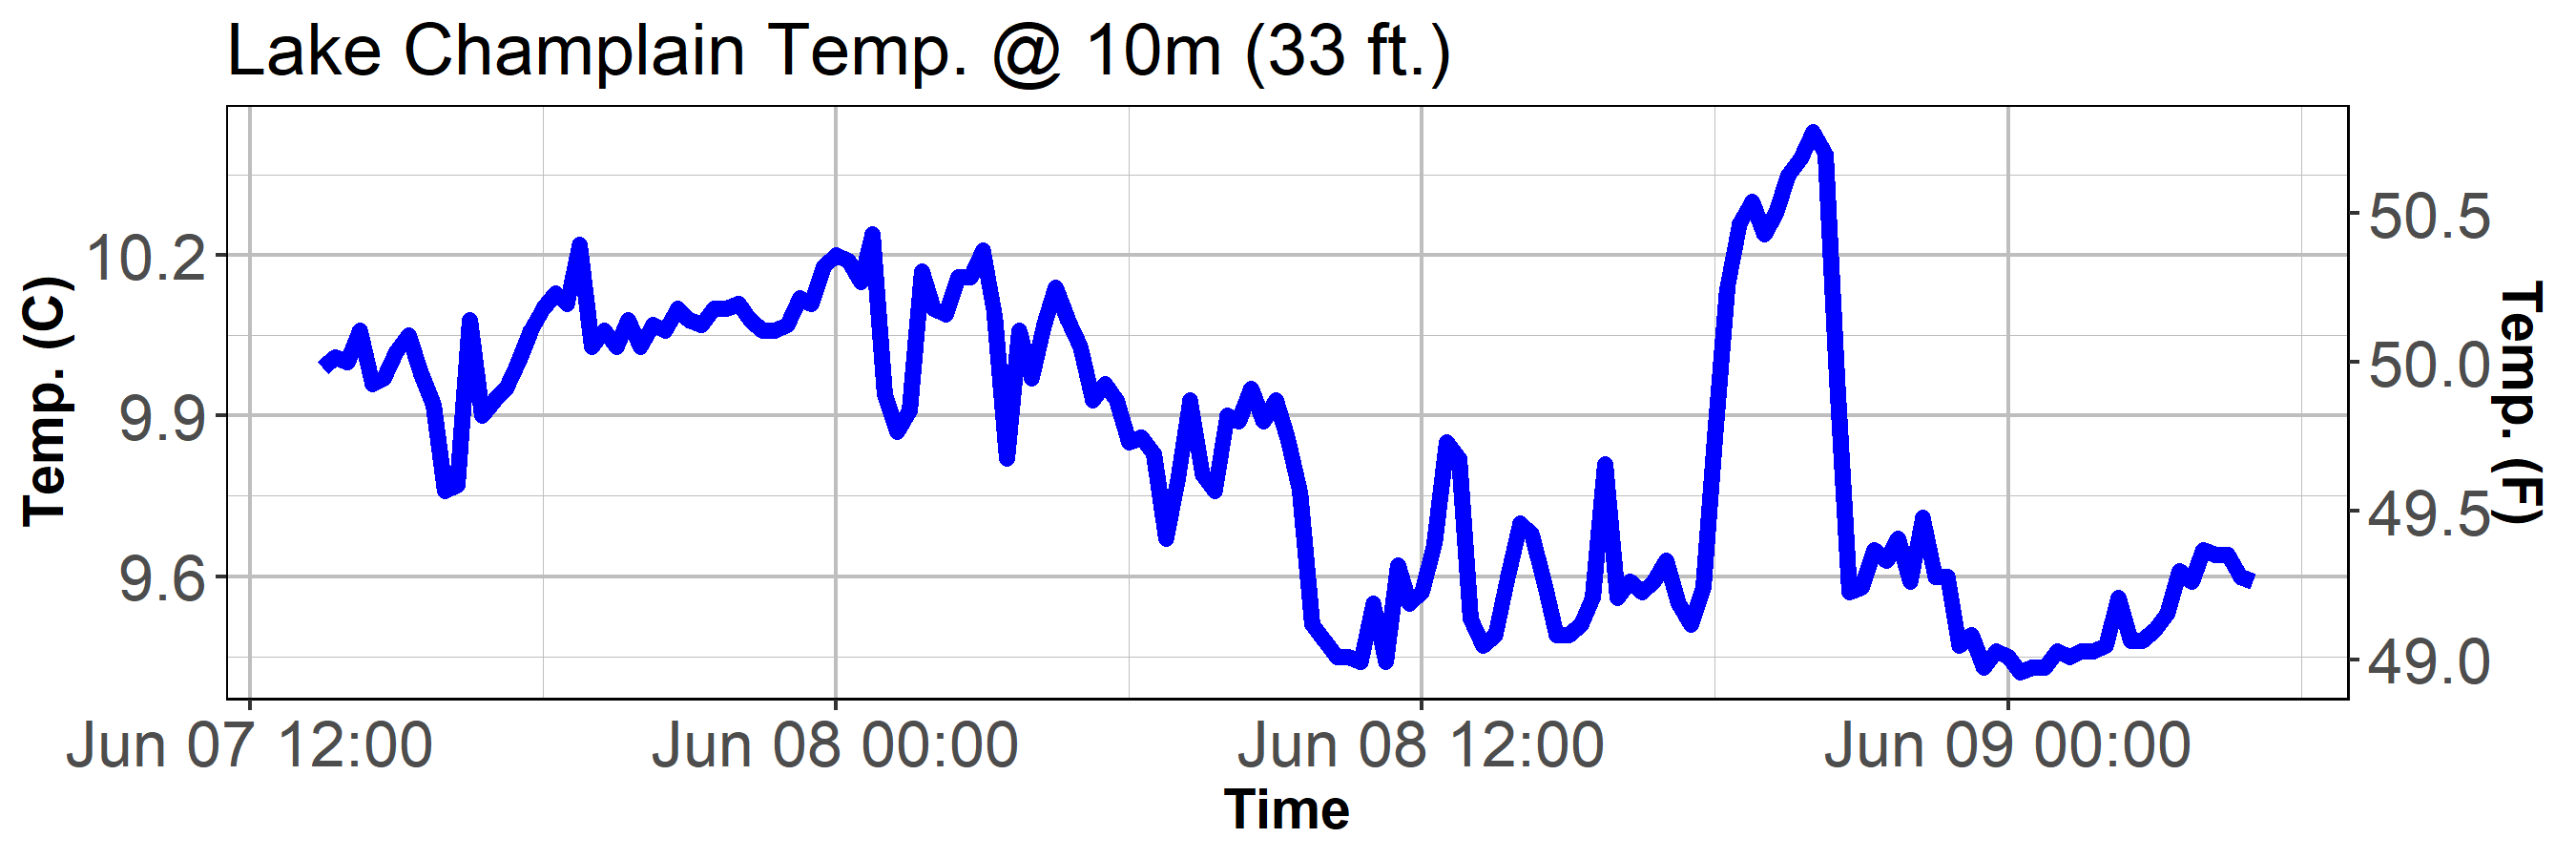 Lake Champlain Temp. @ 10m (33 ft.)
Temp. (C)
10.2
9.9
9.6
50.5
50.0
49.5
49.0
Temp. (F)
Jun 07 12:00 Jun 08 00:00 Jun 08 12:00 Jun 09 00:00
Time